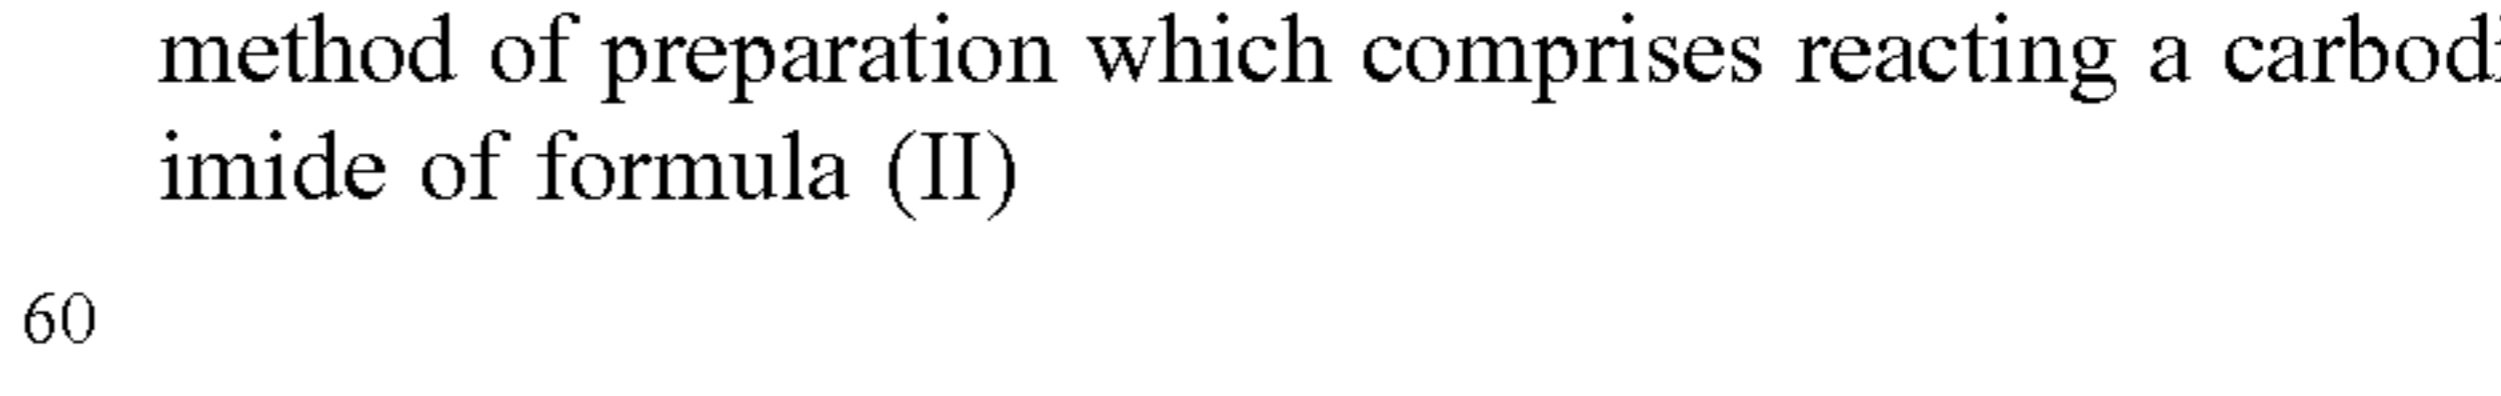 method of preparation which comprises reacting a carbodi
imide of formula (II)
60